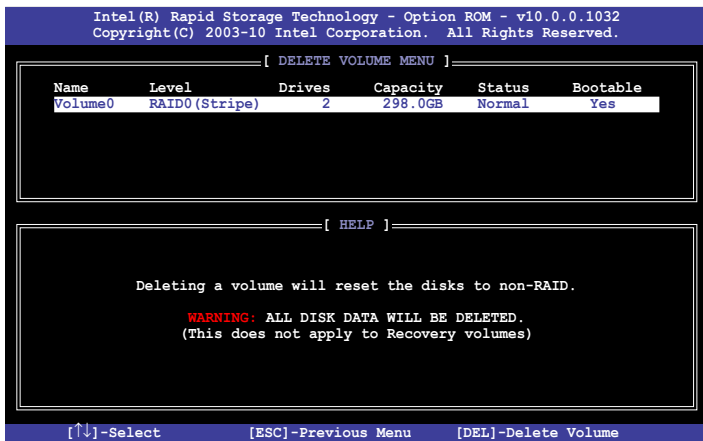 Intel(R) Rapid Storage Technology - Option ROM - v10.0.0.1032
Copyright(C) 2003-10 Intel Corporation. All Rights Reserved.
[ DELETE VOLUME MENU ]
Name Level Drives Capacity Status Bootable
Volume0 RAID0(Stripe) 2 298.0GB Normal Yes
[ HELP ]
Deleting a volume will reset the disks to non-RAID.
WARNING: ALL DISK DATA WILL BE DELETED.
(This does not apply to Recovery volumes)
[↑↓]-Select [ESC]-Previous Menu [DEL]-Delete Volume